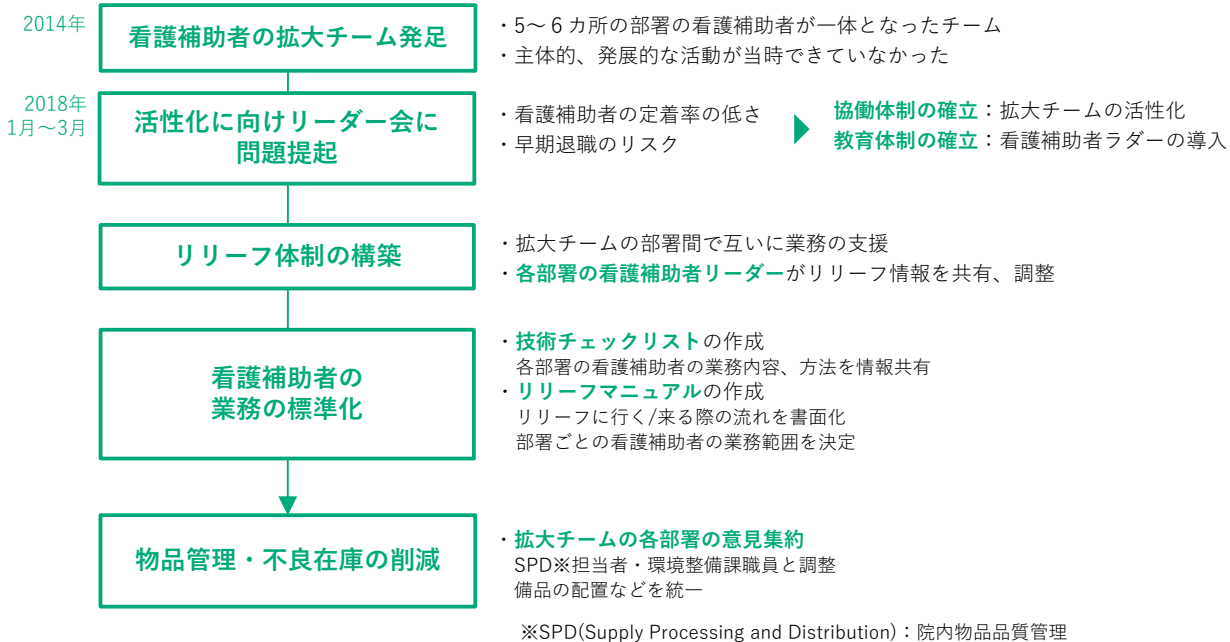 2014年
看護補助者の拡大チーム発足
・5～6カ所の部署の看護補助者が一体となったチーム
・主体的、発展的な活動が当時できていなかった
2018年
1月～3月
活性化に向けリーダー会に
問題提起
・看護補助者の定着率の低さ
・早期退職のリスク
協働体制の確立：拡大チームの活性化
教育体制の確立：看護補助者ラダーの導入
リリーフ体制の構築
・拡大チームの部署間で互いに業務の支援
・各部署の看護補助者リーダーがリリーフ情報を共有、調整
看護補助者の
業務の標準化
・技術チェックリストの作成
各部署の看護補助者の業務内容、方法を情報共有
・リリーフマニュアルの作成
リリーフに行く/来る際の流れを書面化
部署ごとの看護補助者の業務範囲を決定
物品管理・不良在庫の削減
・拡大チームの各部署の意見集約
SPD※担当者・環境整備課職員と調整
備品の配置などを統一
※SPD(Supply Processing and Distribution)：院内物品品質管理